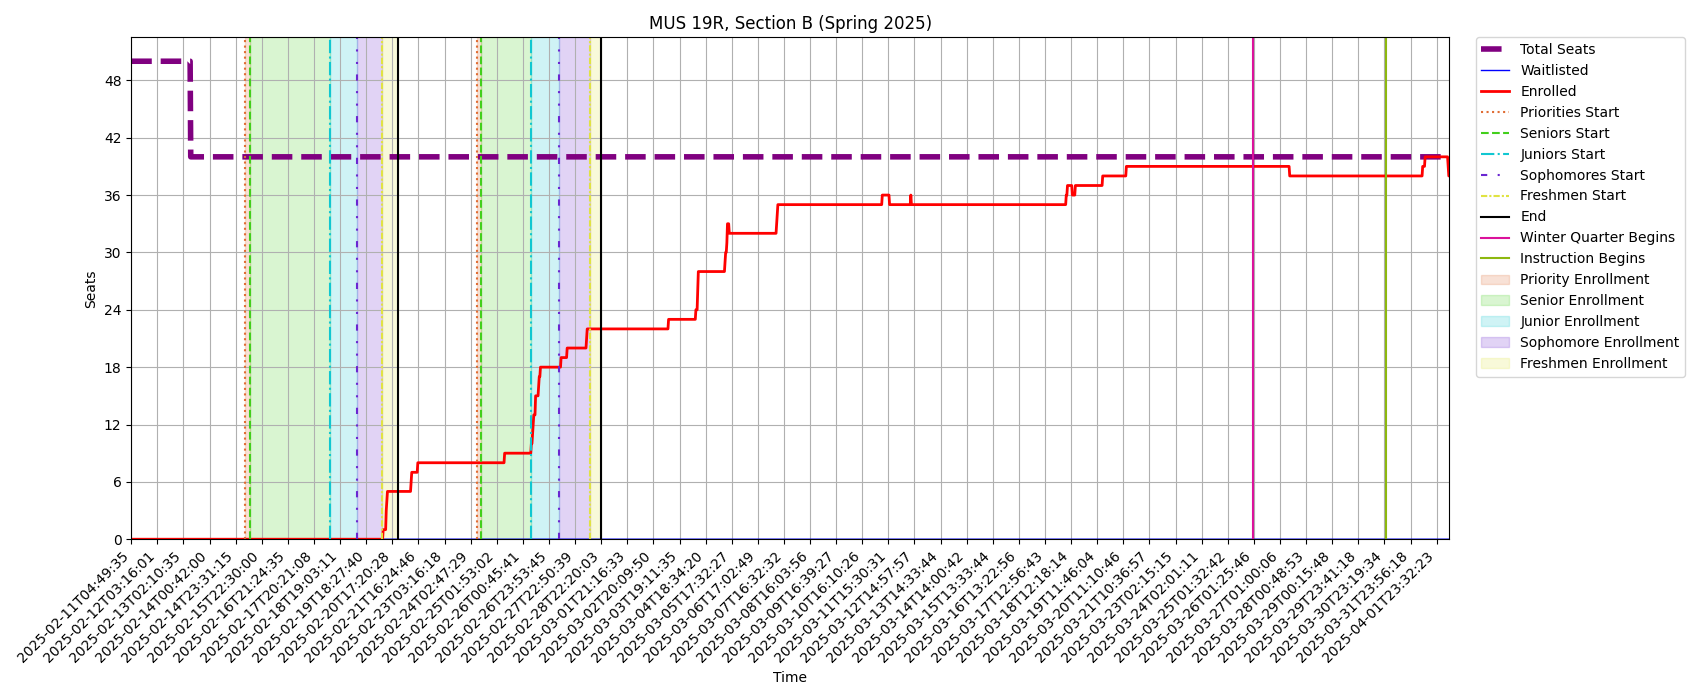 MUS 19R, Section B (Spring 2025)
Total Seats
Waitlisted
Enrolled
Priorities Start
Seniors Start
Juniors Start
Sophomores Start
Freshmen Start
End
Winter Quarter Begins
Instruction Begins
Priority Enrollment
Senior Enrollment
Junior Enrollment
Sophomore Enrollment
Freshmen Enrollment
Seats
48
42
36
30
24
18
12
6
0
2025-02-11T04:49:35
2025-02-12T03:16:01
2025-02-13T02:10:35
2025-02-14T00:42:00
2025-02-14T23:31:15
2025-02-15T22:30:00
2025-02-16T21:24:35
2025-02-17T20:21:08
2025-02-18T19:03:11
2025-02-19T18:27:40
2025-02-20T17:20:28
2025-02-21T16:24:46
2025-02-23T03:16:18
2025-02-24T02:47:29
2025-02-25T01:53:02
2025-02-26T00:45:41
2025-02-26T23:53:45
2025-02-27T22:50:39
2025-02-28T22:20:03
2025-03-01T21:16:33
2025-03-02T20:09:50
2025-03-03T19:11:35
2025-03-04T18:34:20
2025-03-05T17:32:27
2025-03-06T17:02:49
2025-03-07T16:32:32
2025-03-08T16:03:56
2025-03-09T16:39:27
2025-03-10T16:10:26
2025-03-11T15:30:31
2025-03-12T14:57:57
2025-03-13T14:33:44
2025-03-14T14:00:42
2025-03-15T13:33:44
2025-03-16T13:22:56
2025-03-17T12:56:43
2025-03-18T12:18:14
2025-03-19T11:46:04
2025-03-20T11:10:46
2025-03-21T10:36:57
2025-03-23T02:15:15
2025-03-24T02:01:11
2025-03-25T01:32:42
2025-03-26T01:25:46
2025-03-27T01:00:06
2025-03-28T00:48:53
2025-03-29T00:15:48
2025-03-29T23:41:18
2025-03-30T23:19:34
2025-03-31T23:56:18
2025-04-01T23:32:23
Time